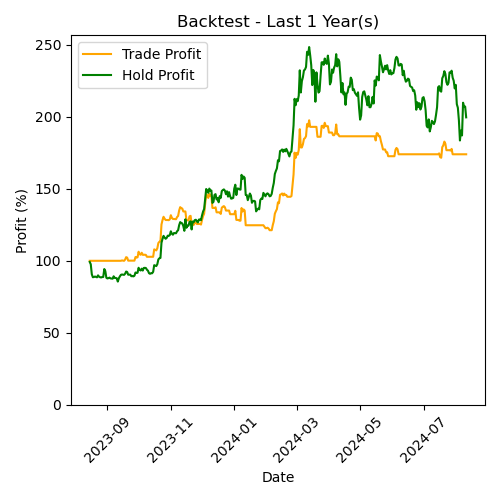 Backtest - Last 1 Year(s)
Trade Profit
Hold Profit
Profit (%)
250
200
150
100
50
0
2023-09
2023-11
2024-01
2024-03
2024-05
2024-07
Date